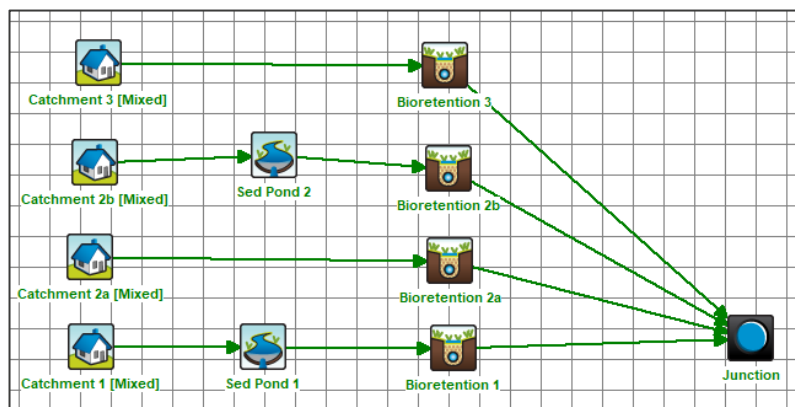 Catchment 3 [Mixed]
Bioretention 3
Catchment 2b [Mixed]
Sed Pond 2
Bioretention 2b
Catchment 2a [Mixed]
Bioretention 2a
Catchment 1 [Mixed]
Sed Pond 1
Bioretention 1
Junction